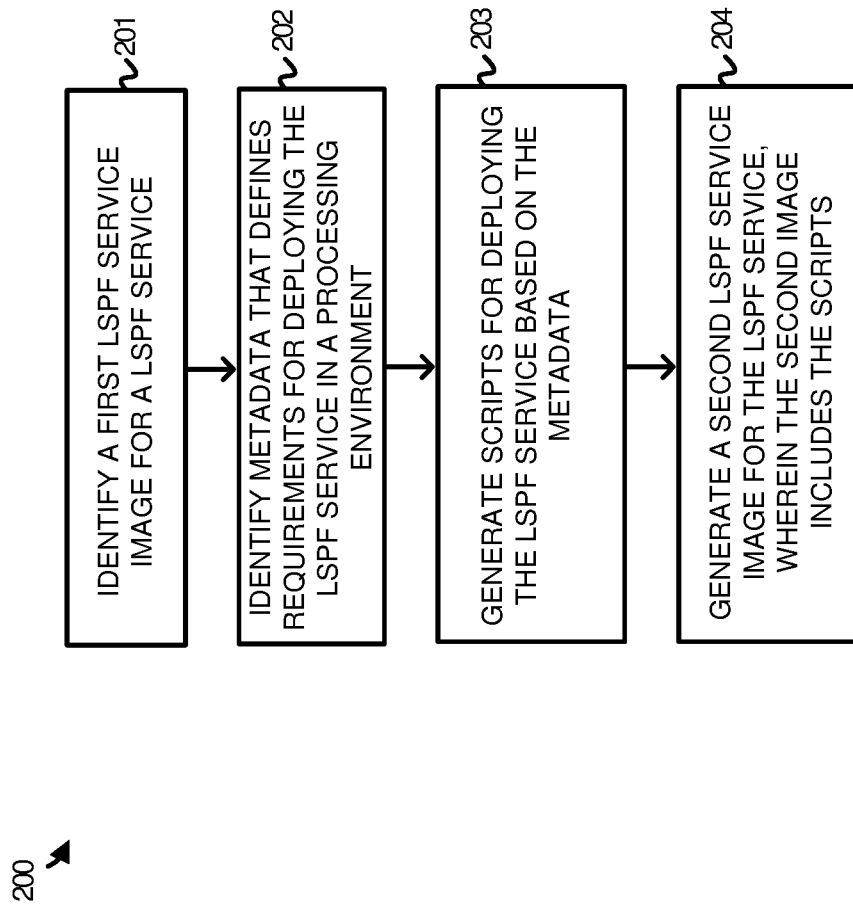 200
IDENTIFY A FIRST LSPF SERVICE
IMAGE FOR A LSPF SERVICE
201
IDENTIFY METADATA THAT DEFINES
REQUIREMENTS FOR DEPLOYING THE
LSPF SERVICE IN A PROCESSING
ENVIRONMENT
202
GENERATE SCRIPTS FOR DEPLOYING
THE LSPF SERVICE BASED ON THE
METADATA
203
GENERATE A SECOND LSPF SERVICE
IMAGE FOR THE LSPF SERVICE,
WHEREIN THE SECOND IMAGE
INCLUDES THE SCRIPTS
204